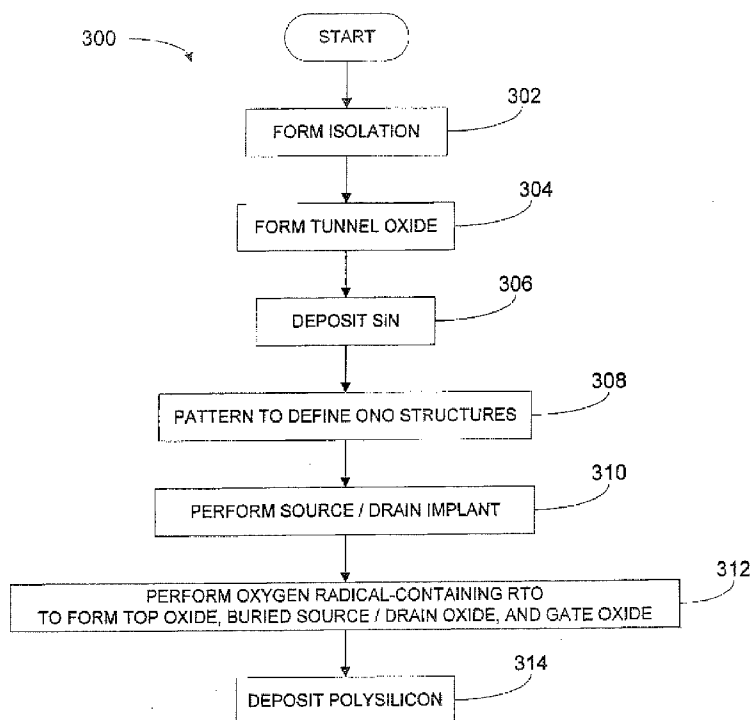 START
300
302
FORM ISOLATION
304
FORM TUNNEL OXIDE
306
DEPOSIT SiN
308
PATTERN TO DEFINE ONO STRUCTURES
310
PERFORM SOURCE / DRAIN IMPLANT
312
PERFORM OXYGEN RADICAL-CONTAINING RTO
TO FORM TOP OXIDE, BURIED SOURCE / DRAIN OXIDE, AND GATE OXIDE
314
DEPOSIT POLYSILICON